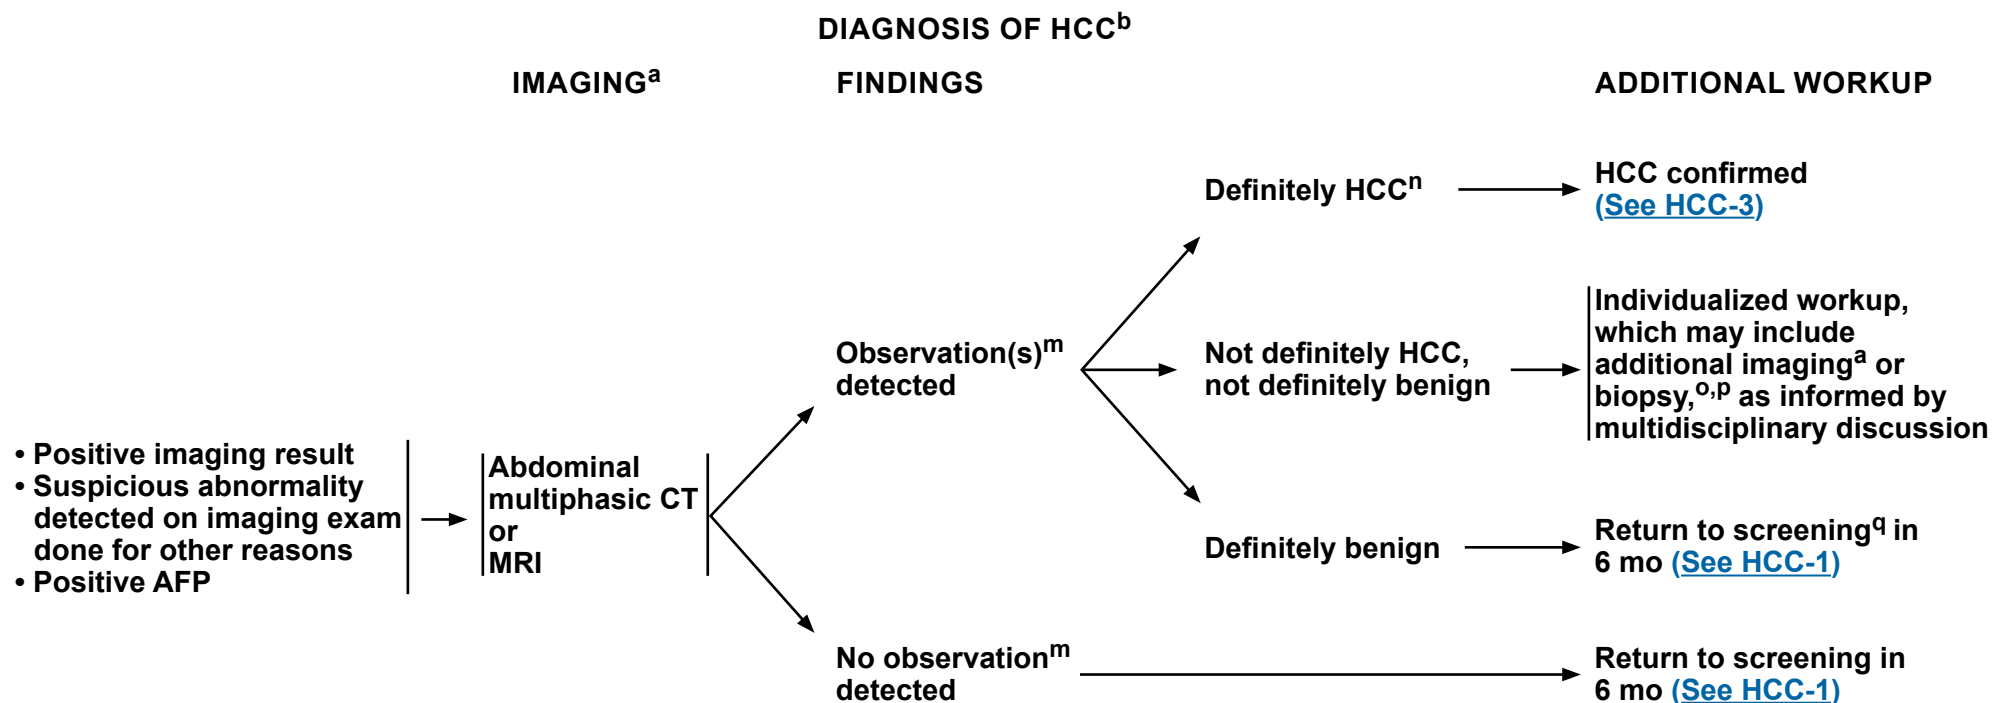 DIAGNOSIS OF HCCb
IMAGINGa
FINDINGS
ADDITIONAL WORKUP
• Positive imaging result
• Suspicious abnormality
detected on imaging exam
done for other reasons
• Positive AFP
Abdominal
multiphasic CT
or
MRI
Observation(s)m
detected
No observationm
detected
Definitely HCCn
Not definitely HCC,
not definitely benign
Definitely benign
HCC confirmed
(See HCC-3)
Individualized workup,
which may include
additional imaginga or
biopsy,o,p as informed by
multidisciplinary discussion
Return to screeningq in
6 mo (See HCC-1)
Return to screening in
6 mo (See HCC-1)